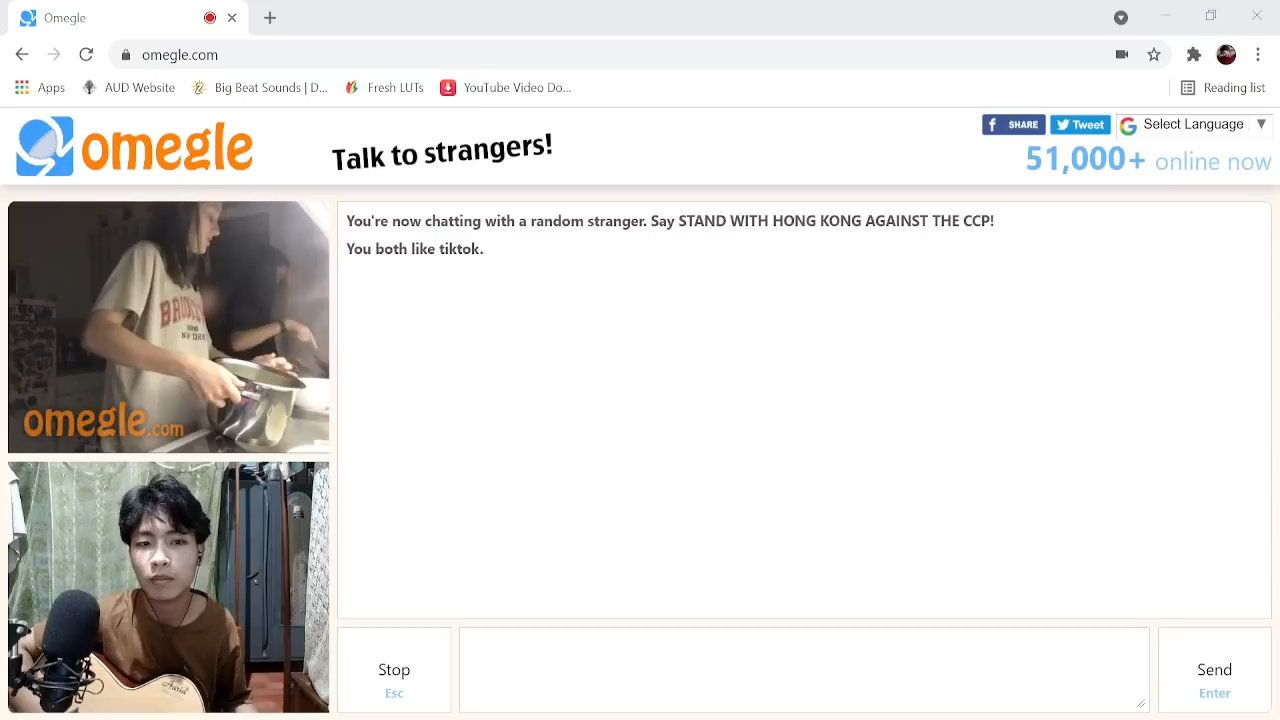 Omegle
omegle.com
Apps
AUD Website
Big Beat Sounds | D...
Fresh LUTs
YouTube Video Do...
Reading list
omegle
Talk to strangers!
SHARE
Tweet
Select Language
51,000+ online now
You're now chatting with a random stranger. Say STAND WITH HONG KONG AGAINST THE CCP!
You both like tiktok.
NEW YORK
omegle.com
Stop
Esc
Send
Enter